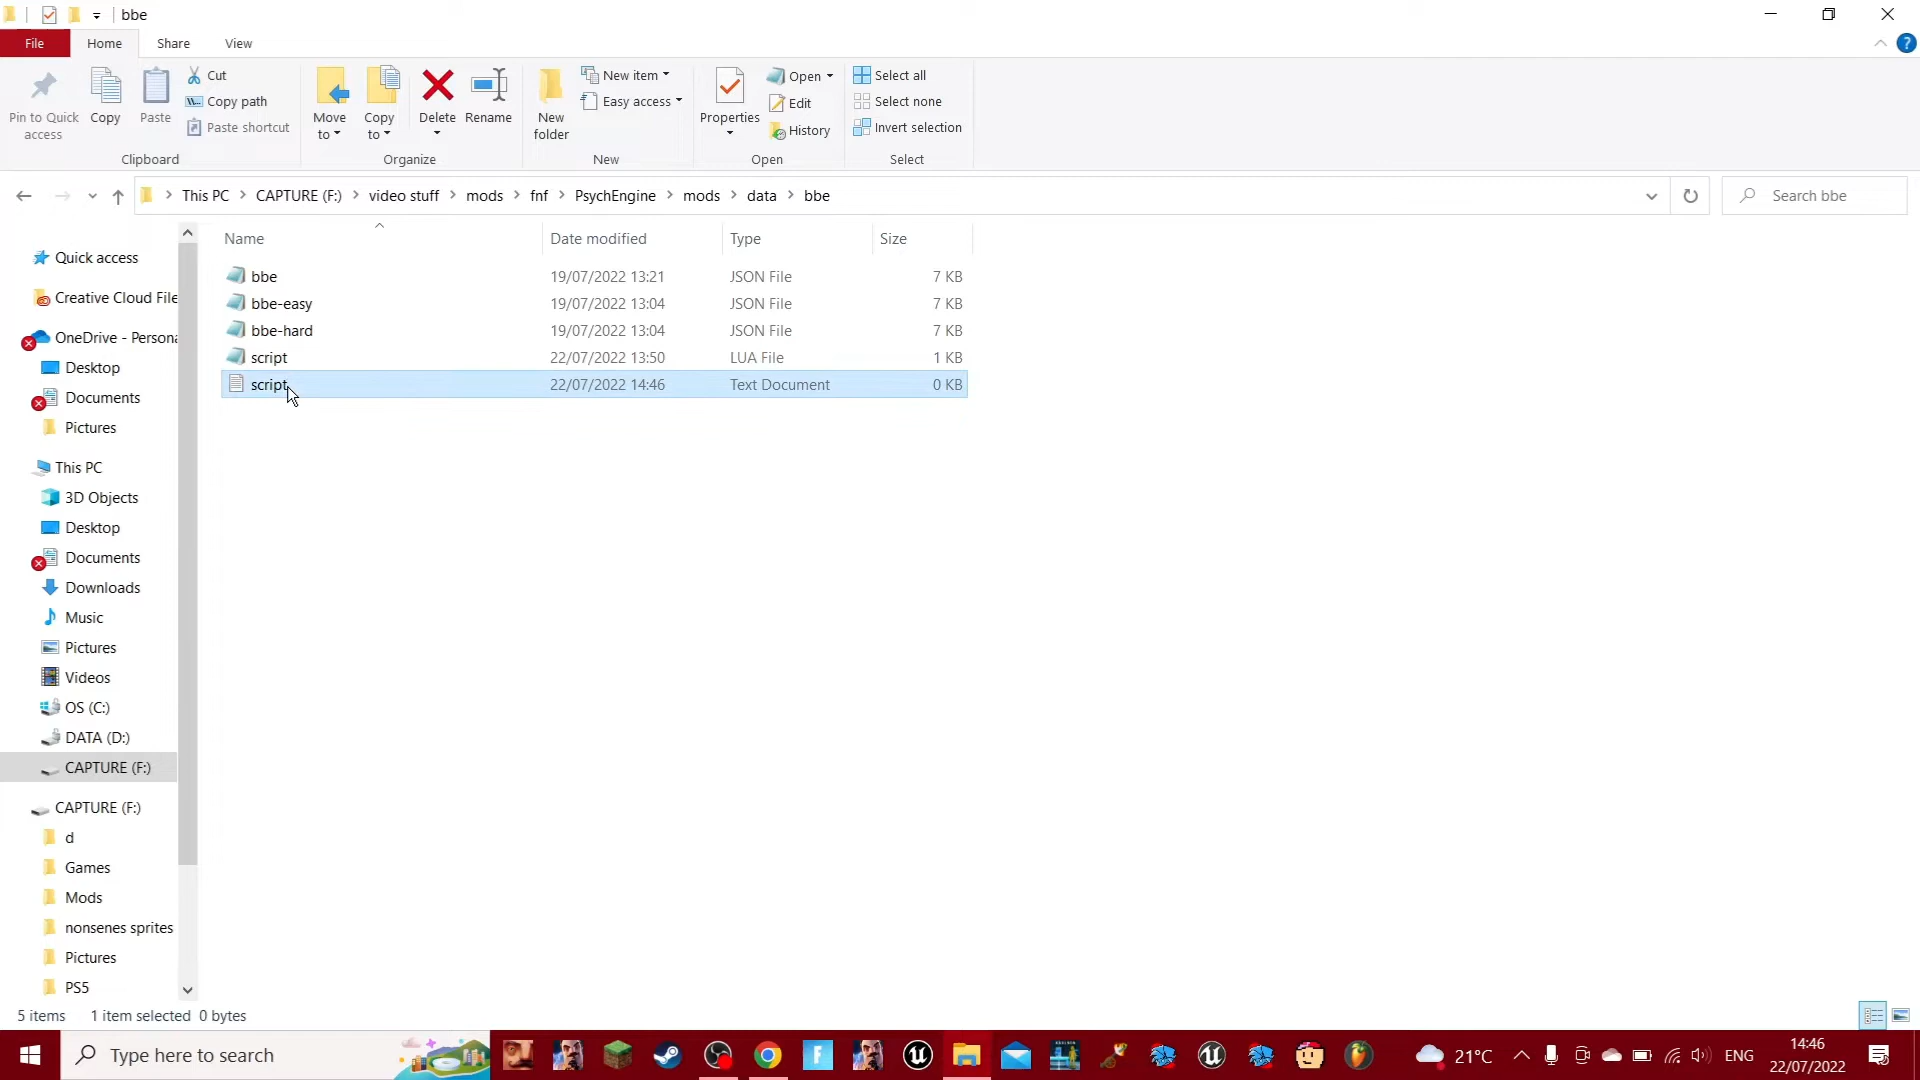 bbe
File Home Share View
Pin to Quick access
Copy
Paste
Cut
Copy path
Paste shortcut
Clipboard
Move to
Copy to
Delete
Rename
Organize
New folder
New item
Easy access
New
Properties
Open
Edit
History
Open
Select all
Select none
Invert selection
Select
This PC CAPTURE (F:) video stuff mods fnf PsychEngine mods data bbe
Search bbe
Name Date modified Type Size
bbe 19/07/2022 13:21 JSON File 7 KB
bbe-easy 19/07/2022 13:04 JSON File 7 KB
bbe-hard 19/07/2022 13:04 JSON File 7 KB
script 22/07/2022 13:50 LUA File 1 KB
script 22/07/2022 14:46 Text Document 0 KB
Quick access
Creative Cloud File
OneDrive - Persona
Desktop
Documents
Pictures
This PC
3D Objects
Desktop
Documents
Downloads
Music
Pictures
Videos
OS (C:)
DATA (D:)
CAPTURE (F:)
CAPTURE (F:)
d
Games
Mods
nonsenes sprites
Pictures
PS5
5 items 1 item selected 0 bytes
Type here to search
21°C ENG
14:46
22/07/2022